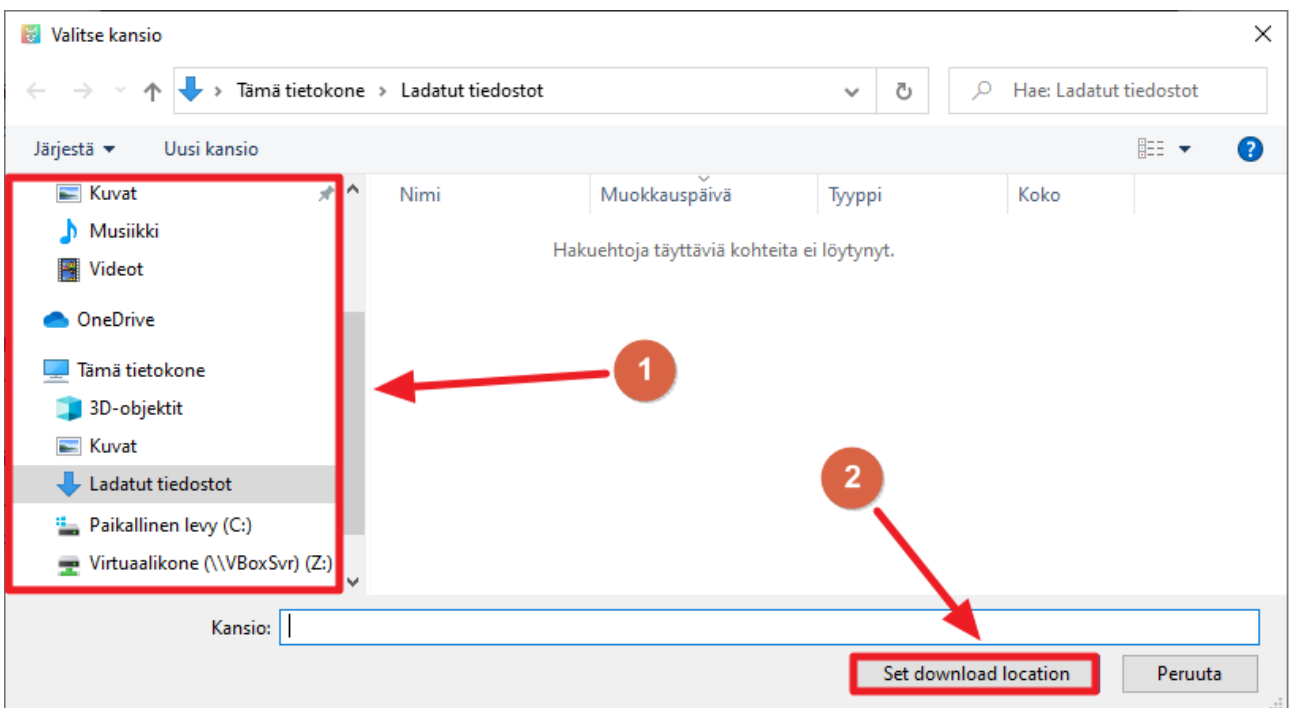 Valitse kansio
Tämä tietokone > Ladatut tiedostot
Hae: Ladatut tiedostot
Järjestä
Uusi kansio
?
Kuvat
Musiikki
Videot
OneDrive
Tämä tietokone
3D-objektit
Kuvat
Ladatut tiedostot
Paikallinen levy (C:)
Virtuaalikone (\\VBoxSvr) (Z:)
Nimi
Muokkauspäivä
Tyyppi
Koko
Hakuehtoja täyttäviä kohteita ei löytynyt.
1
2
Kansio:
Set download location
Peruuta